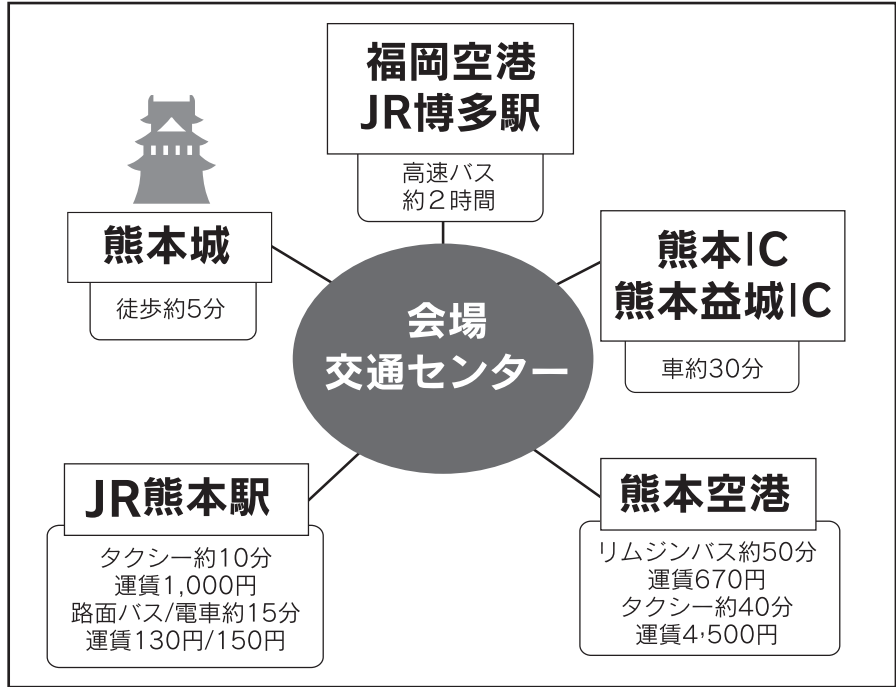 福岡空港
JR博多駅
高速バス
約2時間
熊本城
徒歩約5分
熊本IC
熊本益城IC
車約30分
会場
交通センター
JR熊本駅
タクシー約10分
運賃1,000円
路面バス/電車約15分
運賃130円/150円
熊本空港
リムジンバス約50分
運賃670円
タクシー約40分
運賃4,500円